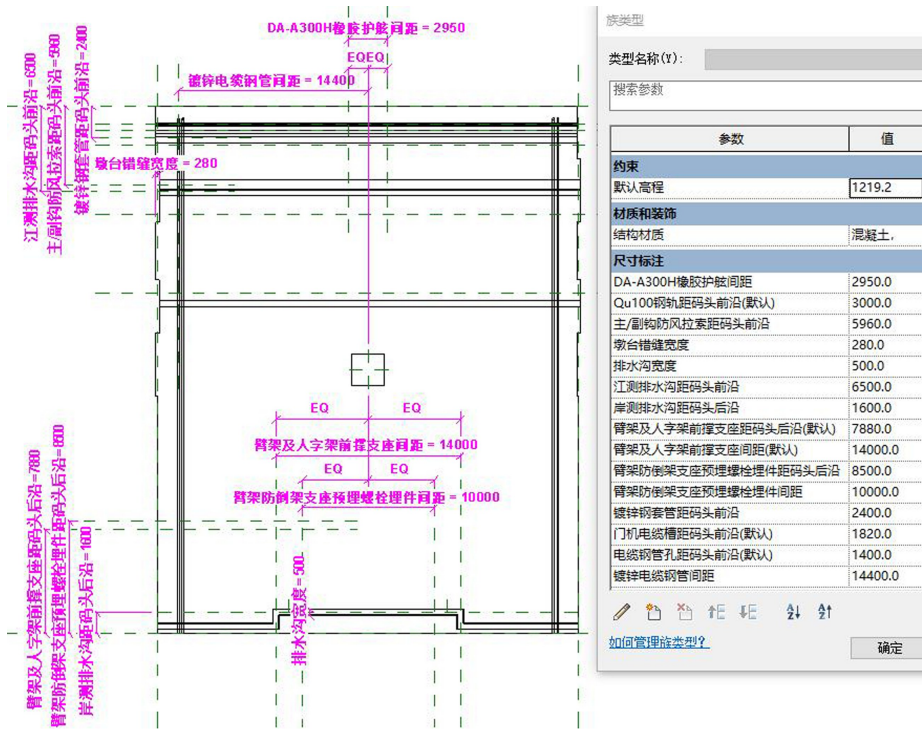 DA-A300H橡胶护舷间距 = 2950
EQEQ
镀锌电缆钢管间距 = 14400
江测排水沟距码头前沿=6500
主/副钩防风拉索距码头前沿=5960
镀锌钢套管距码头前沿=2400
墩台错缝宽度 = 280
EQ EQ
臂架及人字架前撑支座间距 = 14000
EQ EQ
臂架防倒架支座预埋螺栓埋件间距 = 10000
臂架及人字架前撑支座距码头后沿=7880
臂架防倒架支座预埋螺栓埋件距码头后沿=8500
岸测排水沟距码头后沿=1600
排水沟宽度=500
族类型
类型名称(Y):
搜索参数
参数 值
约束
默认高程 1219.2
材质和装饰
结构材质 混凝土,
尺寸标注
DA-A300H橡胶护舷间距 2950.0
Qu100钢轨距码头前沿(默认) 3000.0
主/副钩防风拉索距码头前沿 5960.0
墩台错缝宽度 280.0
排水沟宽度 500.0
江测排水沟距码头前沿 6500.0
岸测排水沟距码头后沿 1600.0
臂架及人字架前撑支座距码头后沿(默认) 7880.0
臂架及人字架前撑支座间距(默认) 14000.0
臂架防倒架支座预埋螺栓埋件距码头后沿 8500.0
臂架防倒架支座预埋螺栓埋件间距 10000.0
镀锌钢套管距码头前沿 2400.0
门机电缆槽距码头前沿(默认) 1820.0
电缆钢管孔距码头前沿(默认) 1400.0
镀锌电缆钢管间距 14400.0
如何管理族类型?
确定